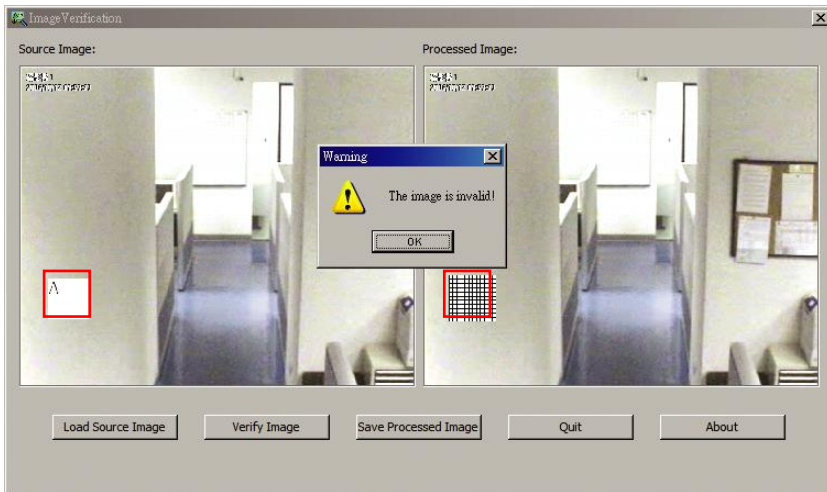 ImageVerification
Source Image:
Processed Image:
Warning
The image is invalid!
OK
A
Load Source Image
Verify Image
Save Processed Image
Quit
About